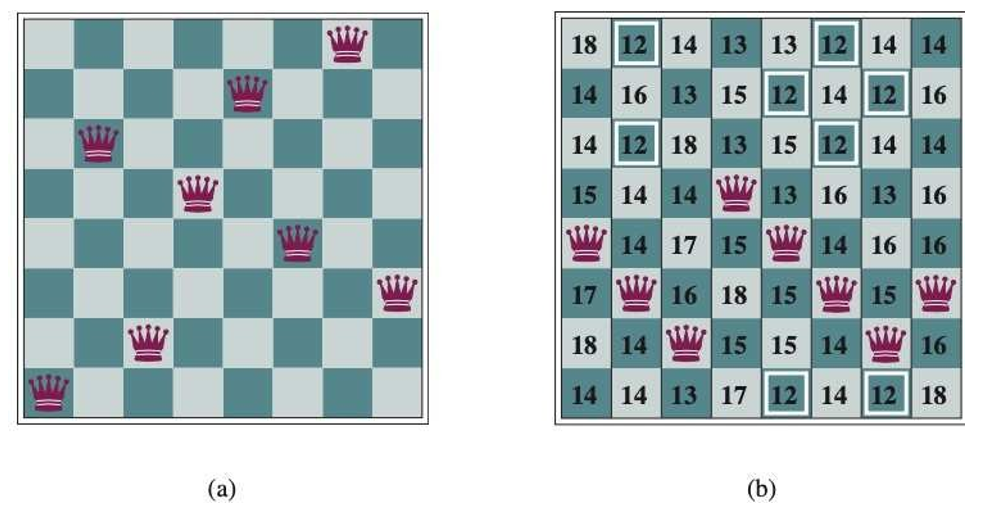 18 12 14 13 13 12 14 14
14 16 13 15 12 14 12 16
14 12 18 13 15 12 14 14
15 14 14 13 16 13 16
14 17 15 14 16 16
17 16 18 15 15
18 14 15 15 14 16
14 14 13 17 12 14 12 18
(a) (b)